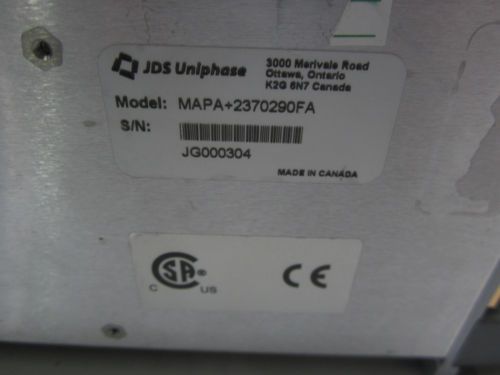 JDS Uniphase
3000 Merivale Road
Ottawa, Ontario
K2G 6N7 Canada
Model: MAPA+2370290FA
S/N:
JG000304
MADE IN CANADA
CSA®
C US
CE